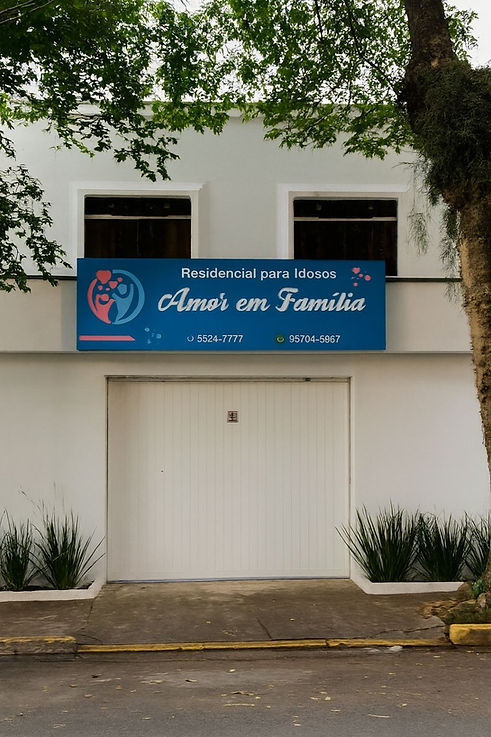 Residencial para Idosos
Amor em Família
5524-7777 95704-5967